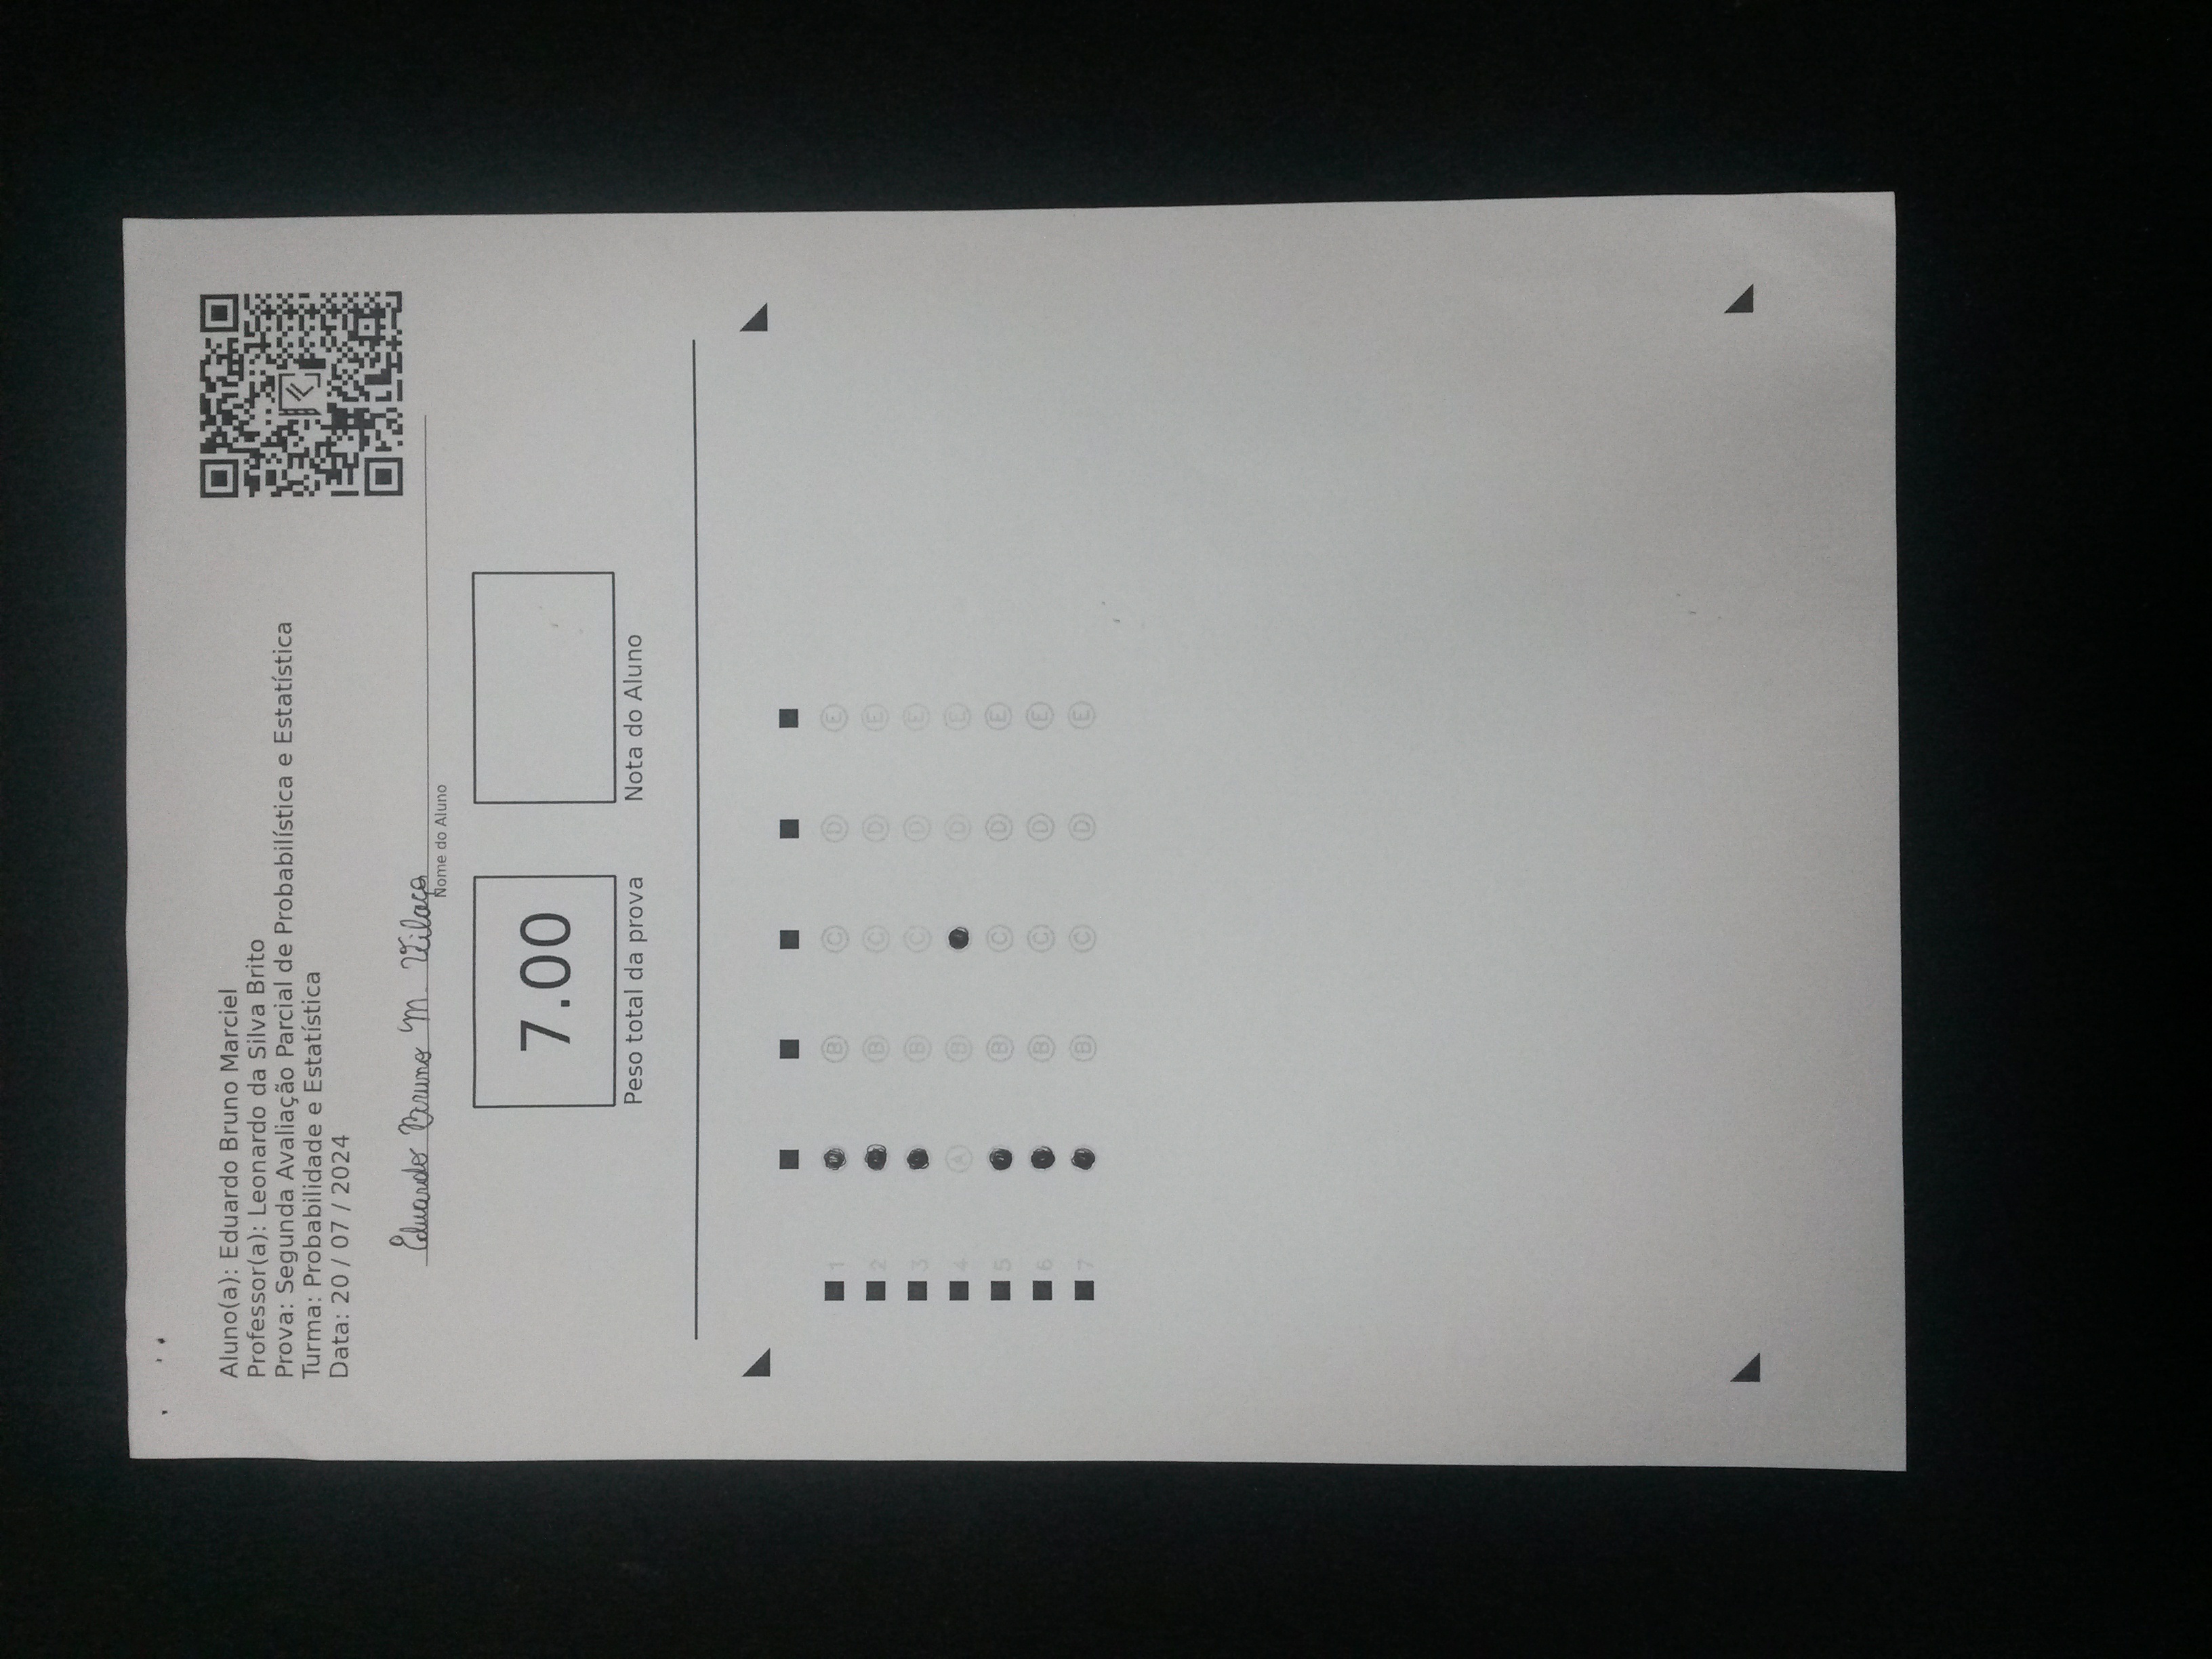 Aluno(a): Eduardo Bruno Marciel
Professor(a): Leonardo da Silva Brito
Prova: Segunda Avaliação Parcial de Probabilística e Estatística
Turma: Probabilidade e Estatística
Data: 20 / 07 / 2024
Eduardo Bruno M. Vilaça
Nome do Aluno
7.00
Peso total da prova
Nota do Aluno
1 B C D E
2 B C D E
3 B C D E
4 A B D E
5 B C D E
6 B C D E
7 B C D E